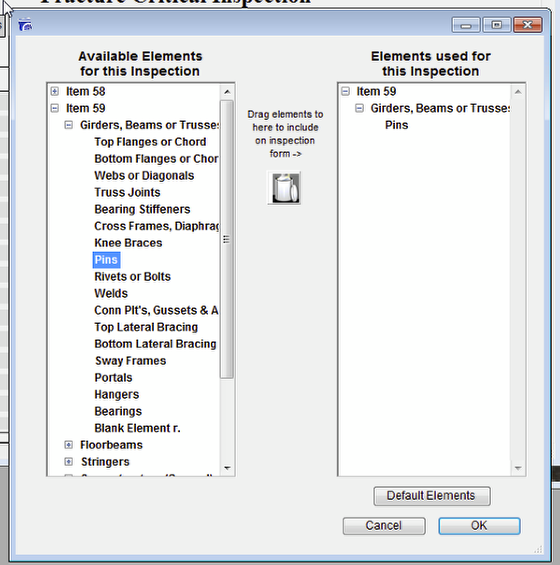 Fracture Critical Inspection
Available Elements
for this Inspection
Elements used for
this Inspection
Item 58
Item 59
Girders, Beams or Trusses
Top Flanges or Chord
Bottom Flanges or Chor
Webs or Diagonals
Truss Joints
Bearing Stiffeners
Cross Frames, Diaphrag
Knee Braces
Pins
Rivets or Bolts
Welds
Conn Plt's, Gussets & A
Top Lateral Bracing
Bottom Lateral Bracing
Sway Frames
Portals
Hangers
Bearings
Blank Element r.
Floorbeams
Stringers
Drag elements to
here to include
on inspection
form ->
Item 59
Girders, Beams or Trusses
Pins
Default Elements
Cancel
OK